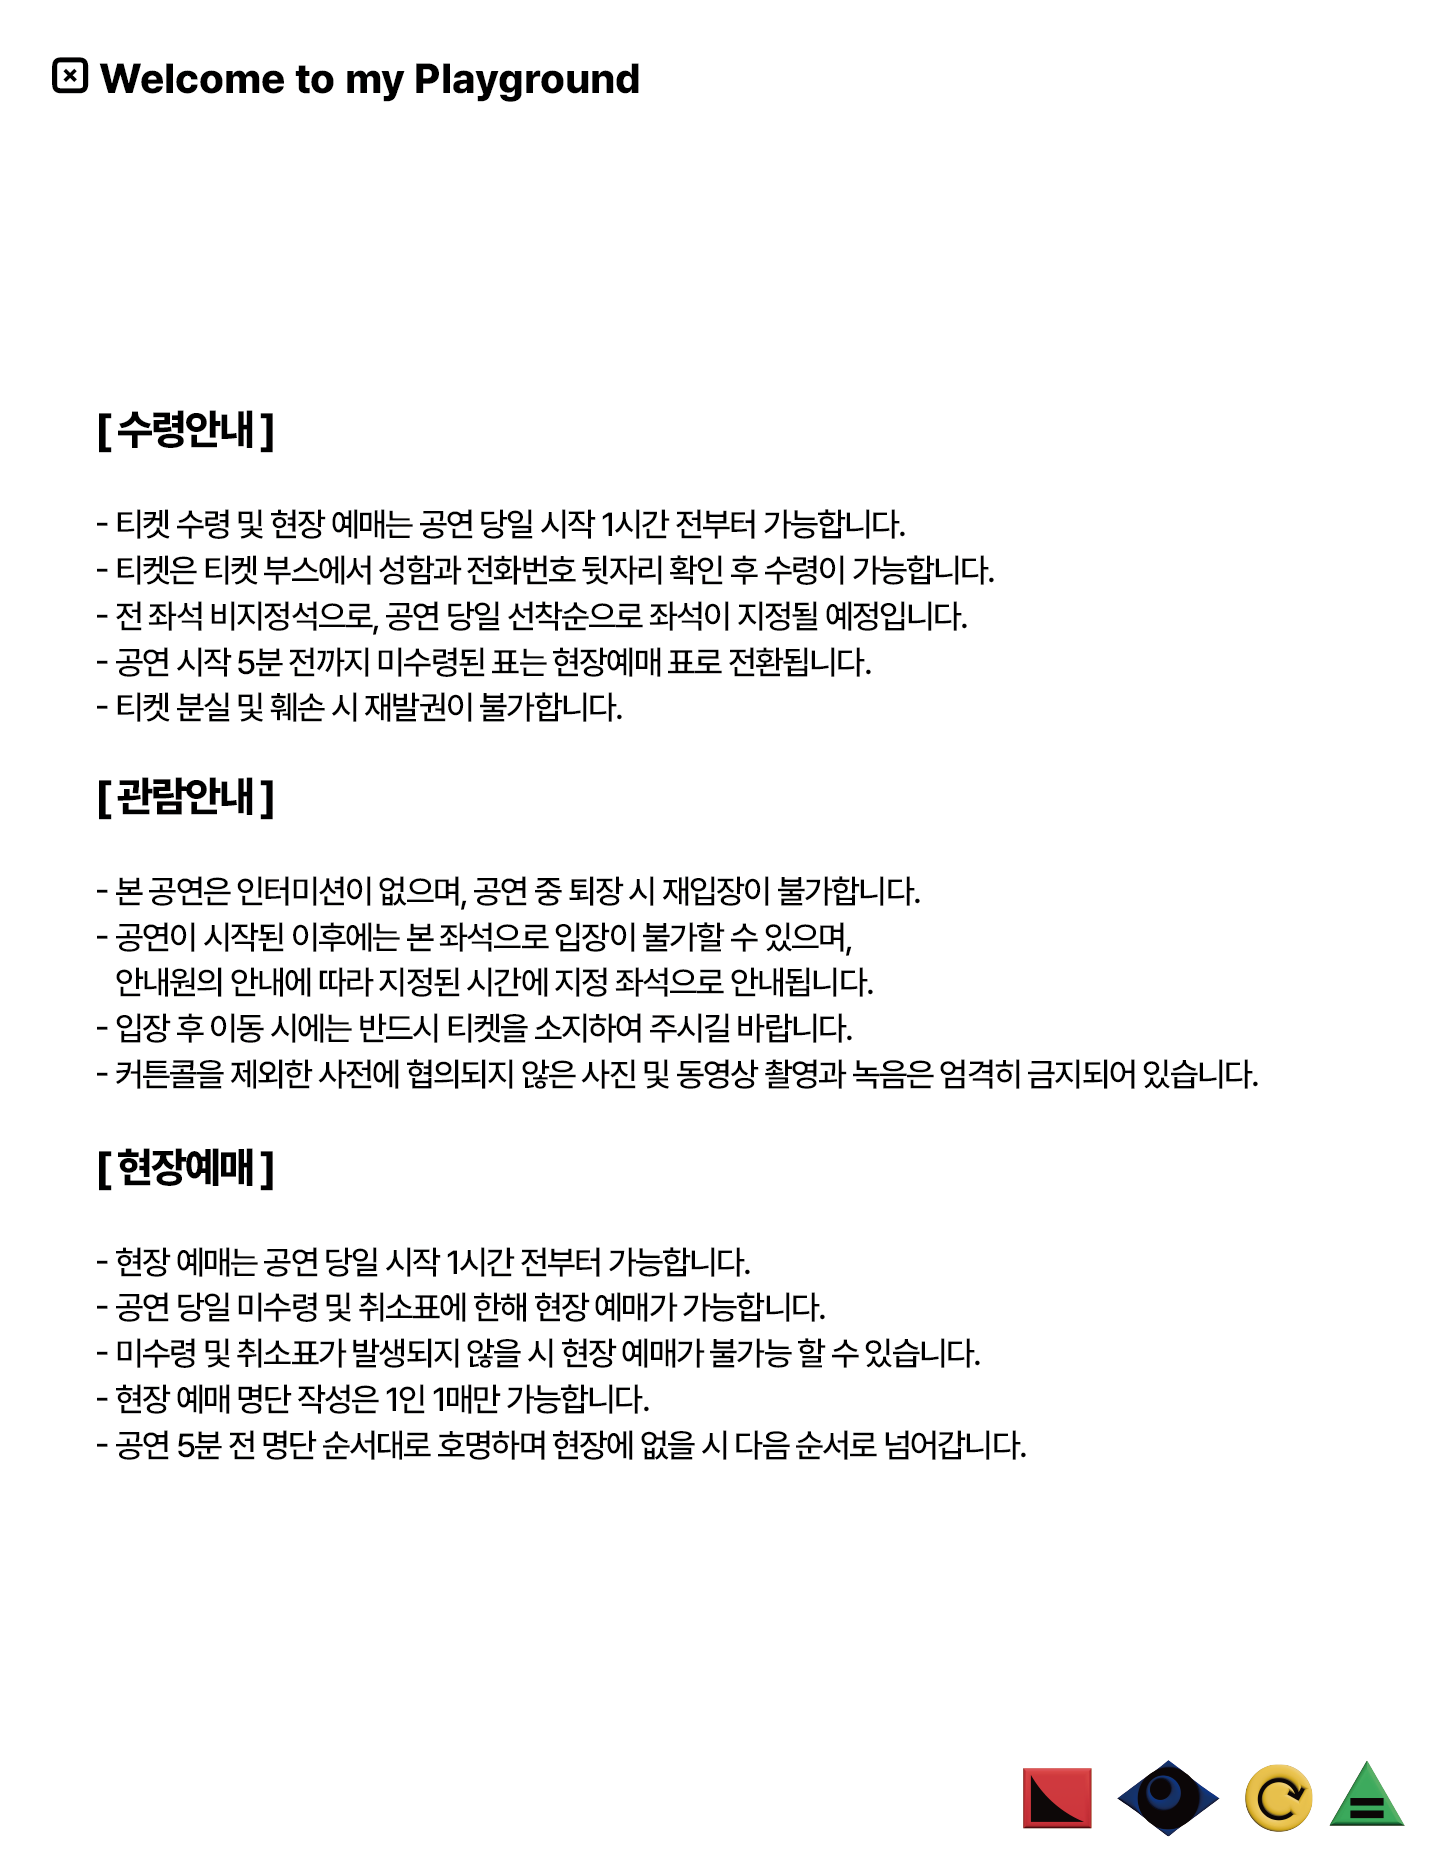 Welcome to my Playground
[ 수령안내 ]
- 티켓 수령 및 현장 예매는 공연 당일 시작 1시간 전부터 가능합니다.
- 티켓은 티켓 부스에서 성함과 전화번호 뒷자리 확인 후 수령이 가능합니다.
- 전 좌석 비지정석으로, 공연 당일 선착순으로 좌석이 지정될 예정입니다.
- 공연 시작 5분 전까지 미수령된 표는 현장예매 표로 전환됩니다.
- 티켓 분실 및 훼손 시 재발권이 불가합니다.
[ 관람안내 ]
- 본 공연은 인터미션이 없으며, 공연 중 퇴장 시 재입장이 불가합니다.
- 공연이 시작된 이후에는 본 좌석으로 입장이 불가할 수 있으며,
안내원의 안내에 따라 지정된 시간에 지정 좌석으로 안내됩니다.
- 입장 후 이동 시에는 반드시 티켓을 소지하여 주시길 바랍니다.
- 커튼콜을 제외한 사전에 협의되지 않은 사진 및 동영상 촬영과 녹음은 엄격히 금지되어 있습니다.
[ 현장예매 ]
- 현장 예매는 공연 당일 시작 1시간 전부터 가능합니다.
- 공연 당일 미수령 및 취소표에 한해 현장 예매가 가능합니다.
- 미수령 및 취소표가 발생되지 않을 시 현장 예매가 불가능 할 수 있습니다.
- 현장 예매 명단 작성은 1인 1매만 가능합니다.
- 공연 5분 전 명단 순서대로 호명하며 현장에 없을 시 다음 순서로 넘어갑니다.